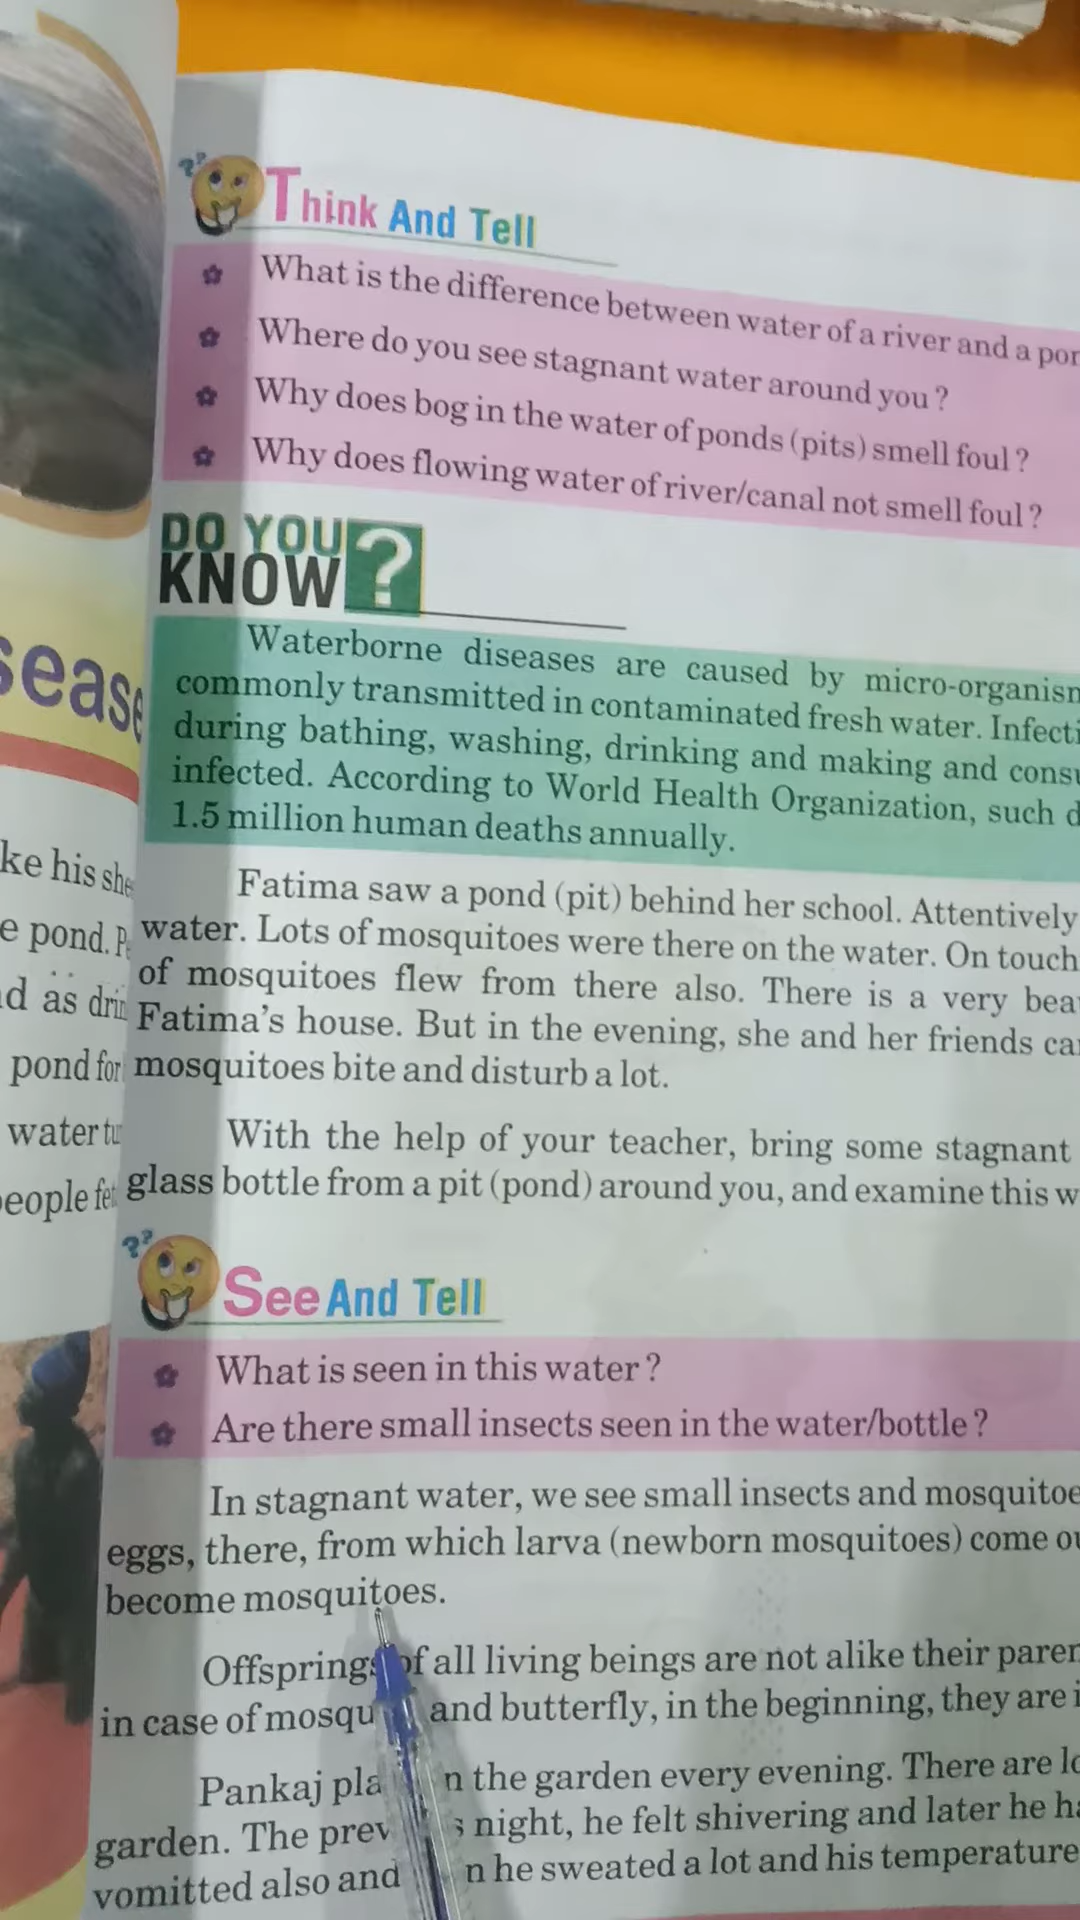 Think And Tell
What is the difference between water of a river and a
Where do you see stagnant water around you ?
Why does bog in the water of ponds (pits) smell foul ?
Why does flowing water of river/canal not smell foul ?
DO YOU
KNOW ?
Waterborne diseases are caused by
commonly transmitted in contaminated fresh water.
during bathing, washing, drinking and making and
infected. According to World Health Organization, such
1.5 million human deaths annually.
ke his
Fatima saw a pond (pit) behind her school. Attentively
e pond.
water. Lots of mosquitoes were there on the water. On touch
of mosquitoes flew from there also. There is a very
as
Fatima's house. But in the evening, she and her friends
pond for
mosquitoes bite and disturb a lot.
water
With the help of your teacher, bring some stagnant
eople
glass bottle from a pit (pond) around you, and examine this
See And Tell
What is seen in this water ?
Are there small insects seen in the water/bottle ?
In stagnant water, we see small insects and
eggs, there, from which larva (newborn mosquitoes) come
become mosquitoes.
of all living beings are not alike their
in case of and butterfly, in the beginning, they are
Pankaj the garden every evening. There are
garden. The night, he felt shivering and later he
vomitted also and he sweated a lot and his temperature